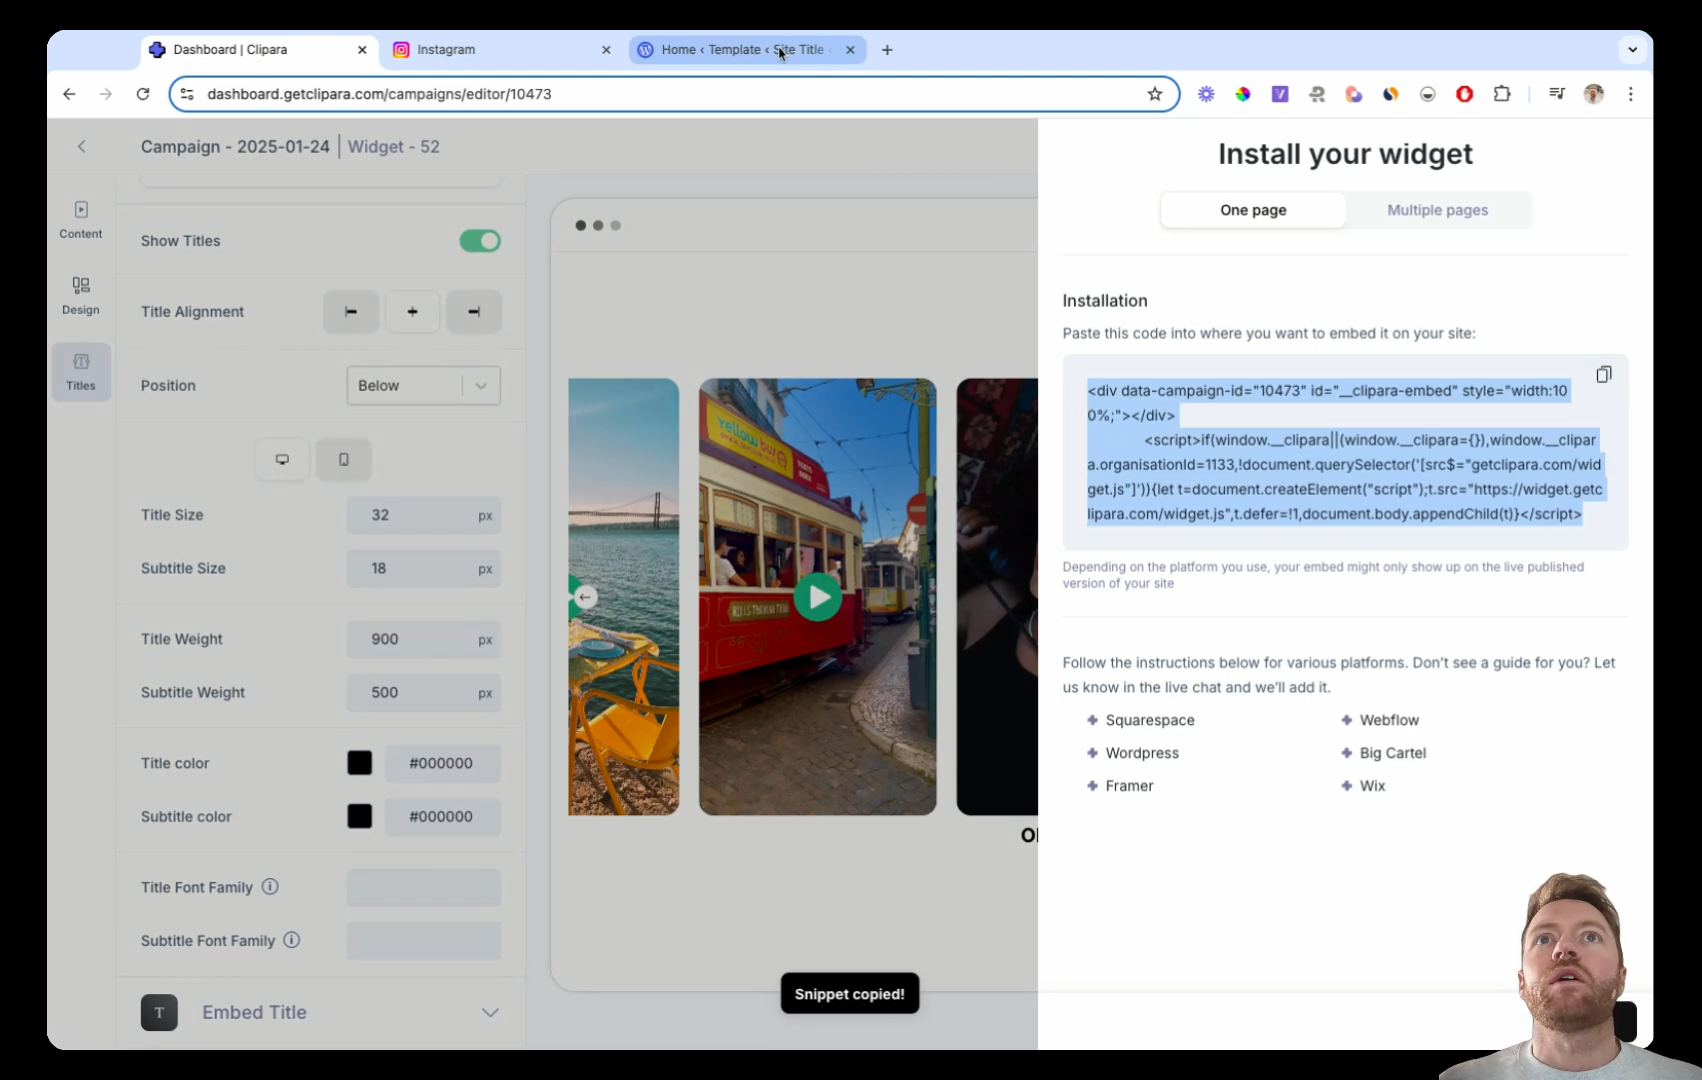 Dashboard | Clipara
Instagram
Home ‹ Template ‹ Site Title ‹
dashboard.getclipara.com/campaigns/editor/10473
Campaign - 2025-01-24 | Widget - 52
Content
Design
Titles
Show Titles
Title Alignment
Position
Below
Title Size
32
px
Subtitle Size
18
px
Title Weight
900
px
Subtitle Weight
500
px
Title color
#000000
Subtitle color
#000000
Title Font Family
Subtitle Font Family
T
Embed Title
yellow bus
Snippet copied!
Install your widget
One page
Multiple pages
Installation
Paste this code into where you want to embed it on your site:
<div data-campaign-id="10473" id="__clipara-embed" style="width:10
0%;"></div>
<script>if(window.__clipara||(window.__clipara={}),window.__clipar
a.organisationId=1133,!document.querySelector('[src$="getclipara.com/wid
get.js"]')){let t=document.createElement("script");t.src="https://widget.getc
lipara.com/widget.js",t.defer=!1,document.body.appendChild(t)}</script>
Depending on the platform you use, your embed might only show up on the live published
version of your site
Follow the instructions below for various platforms. Don't see a guide for you? Let
us know in the live chat and we'll add it.
Squarespace
Webflow
Wordpress
Big Cartel
Framer
Wix